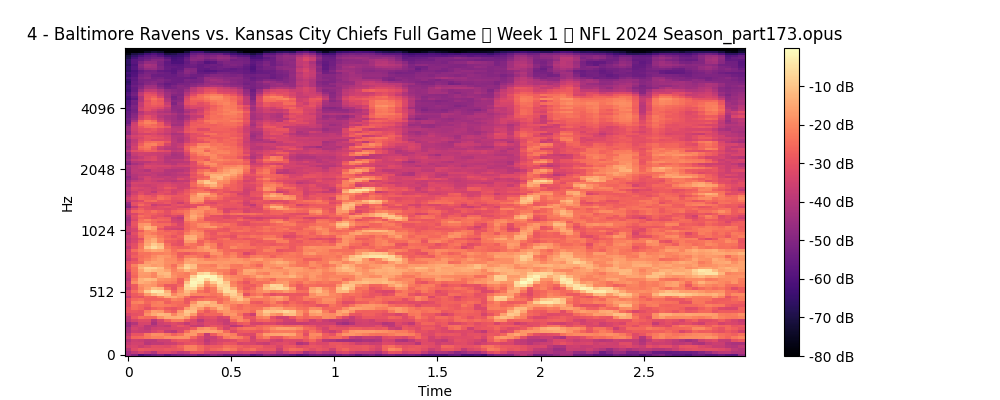 4 - Baltimore Ravens vs. Kansas City Chiefs Full Game ▯ Week 1 ▯ NFL 2024 Season_part173.opus
4096
2048
1024
512
0
Hz
0
0.5
1
1.5
2
2.5
Time
-10 dB
-20 dB
-30 dB
-40 dB
-50 dB
-60 dB
-70 dB
-80 dB